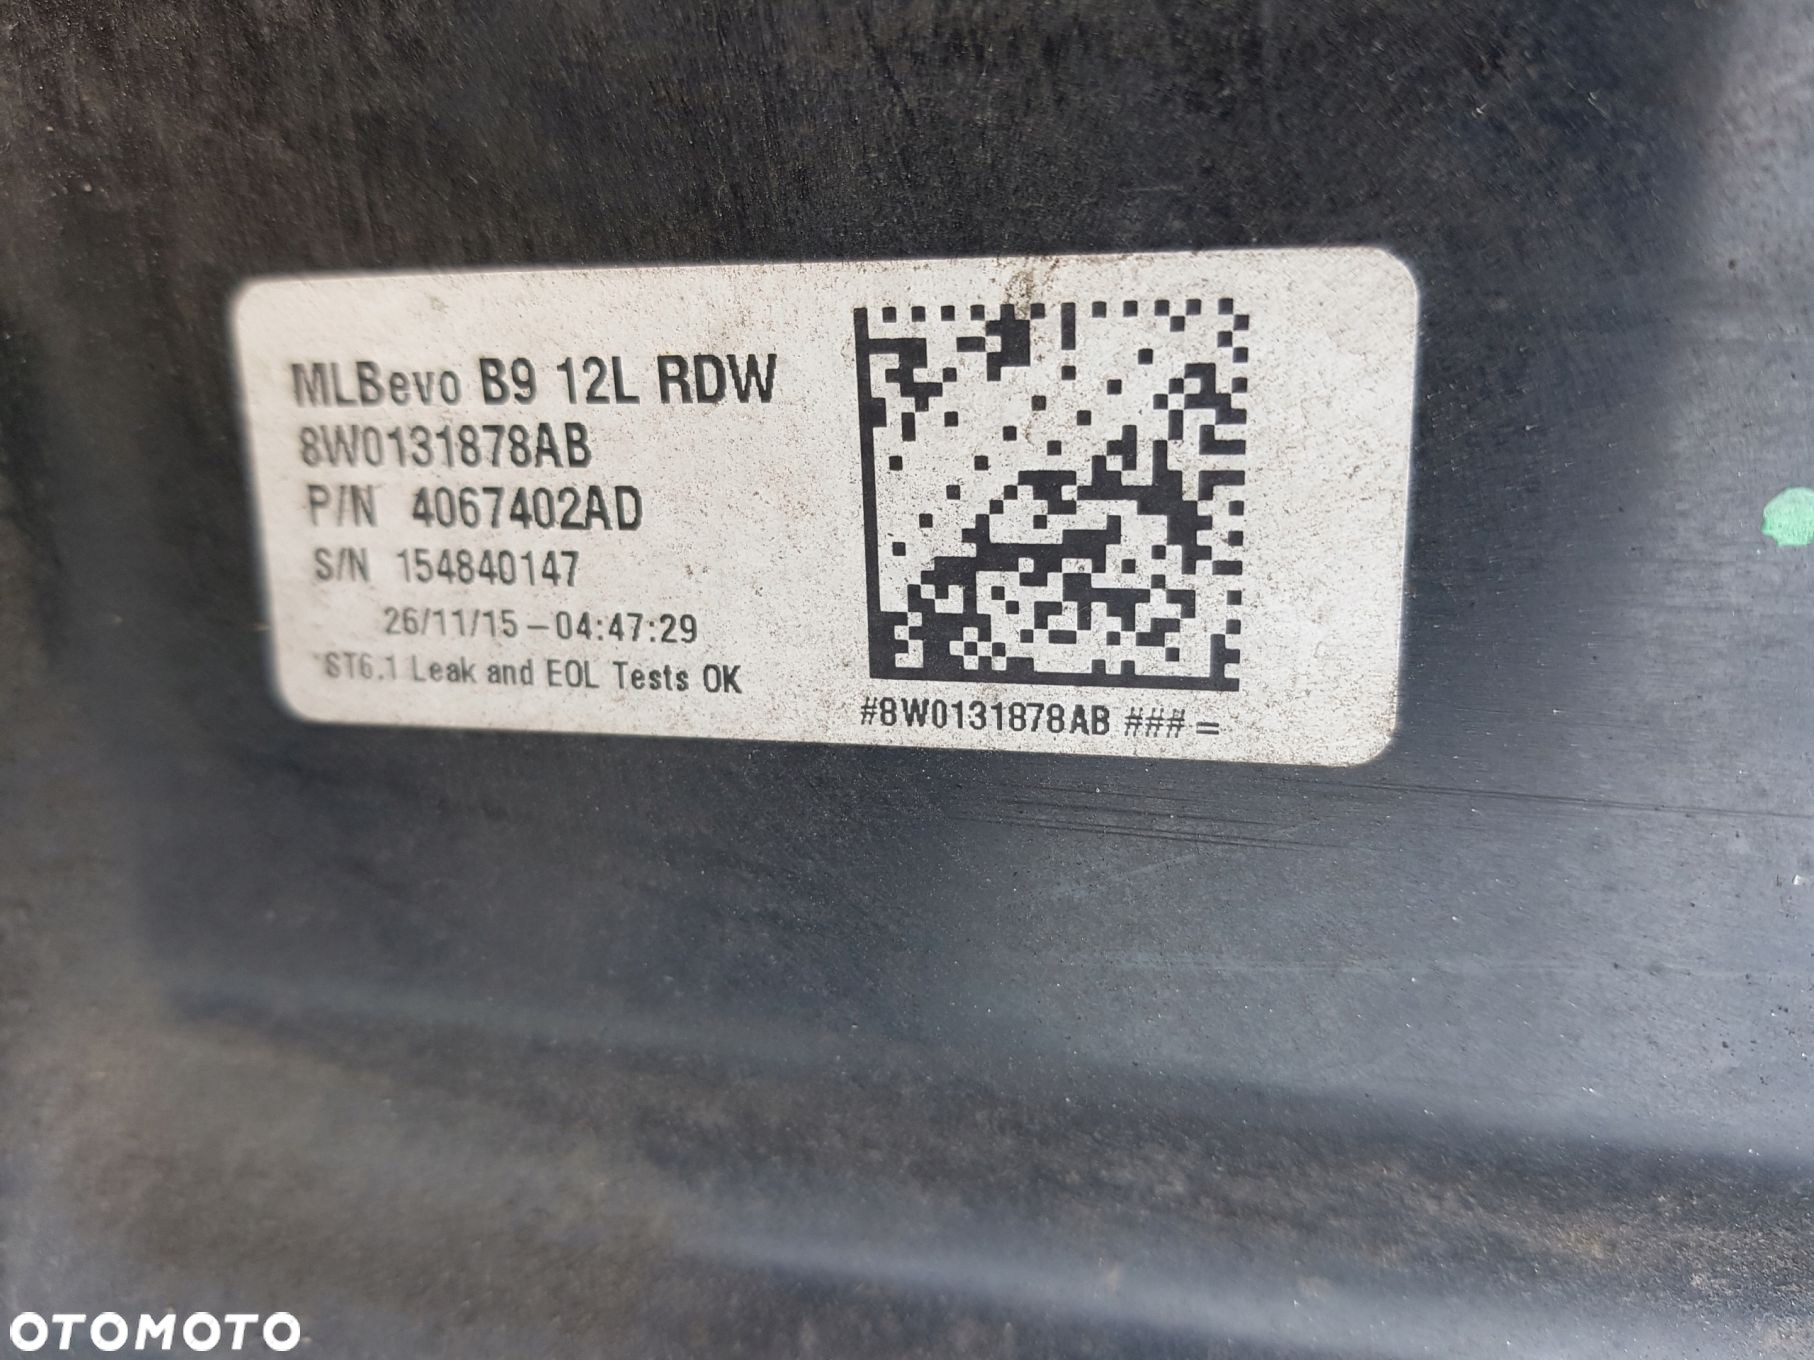 MLBevo B9 12L RDW
8W0131878AB
P/N 4067402AD
S/N 154840147
26/11/15-04:47:29
ST6.1 Leak and EOL Tests OK
#8W0131878AB ###=
OTOMOTO